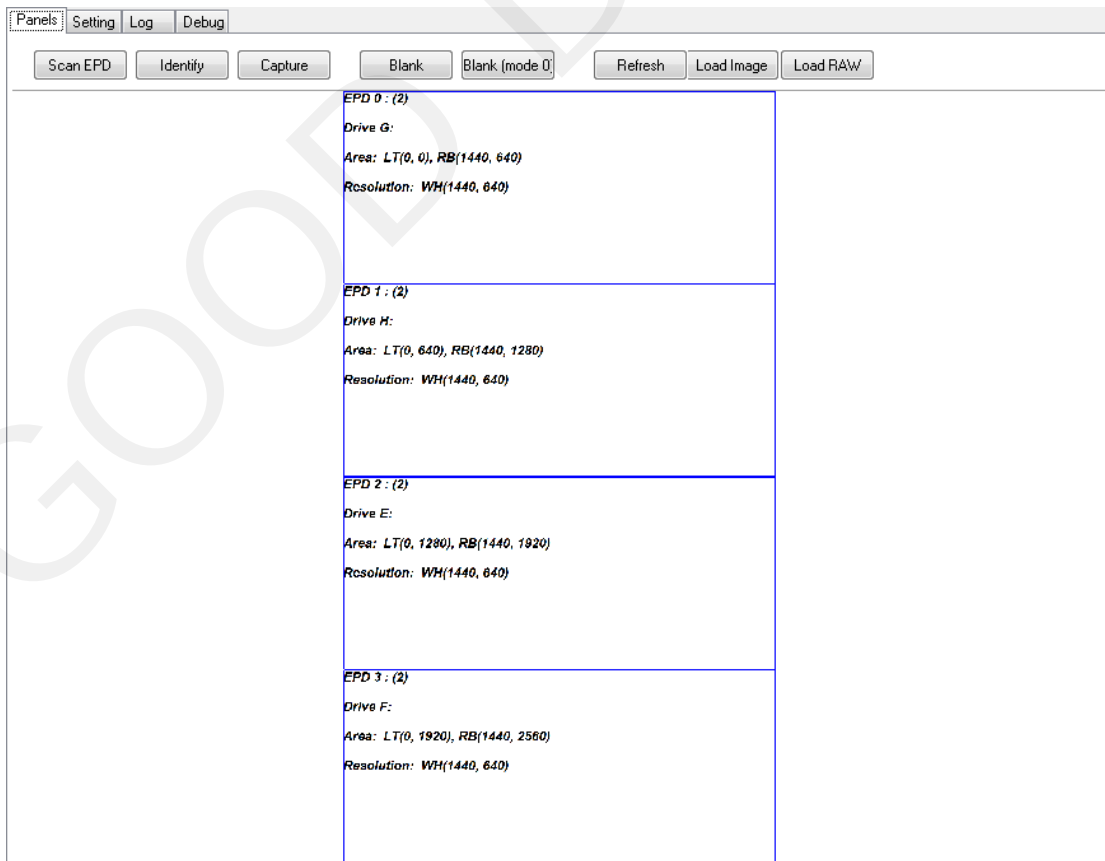 Panels Setting Log Debug
Scan EPD Identify Capture Blank Blank (mode 0) Refresh Load Image Load RAW
EPD 0 : (2)
Drive G:
Area: LT(0, 0), RB(1440, 640)
Resolution: WH(1440, 640)
EPD 1 : (2)
Drive H:
Area: LT(0, 640), RB(1440, 1280)
Resolution: WH(1440, 640)
EPD 2 : (2)
Drive E:
Area: LT(0, 1280), RB(1440, 1920)
Resolution: WH(1440, 640)
EPD 3 : (2)
Drive F:
Area: LT(0, 1920), RB(1440, 2560)
Resolution: WH(1440, 640)
GOOD